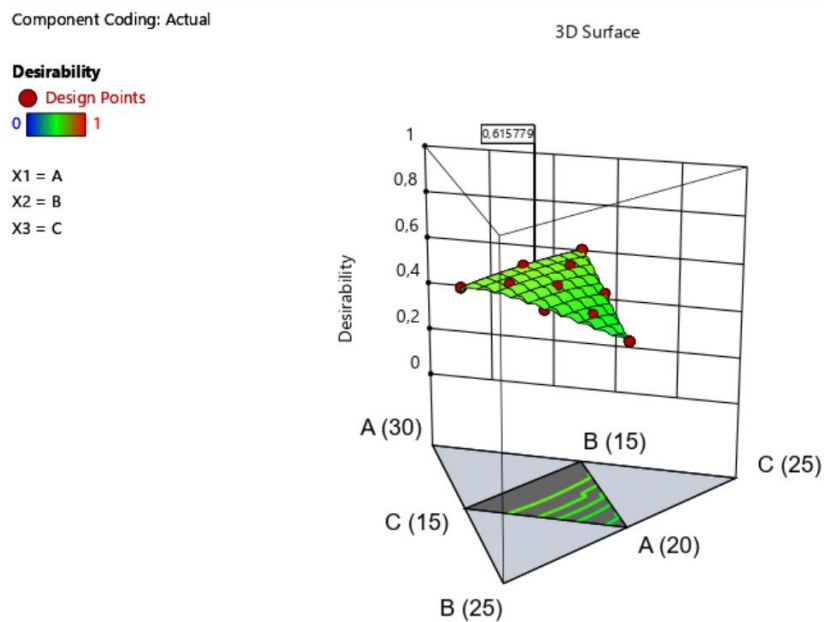 Component Coding: Actual
3D Surface
Desirability
Design Points
0 1
X1 = A
X2 = B
X3 = C
0,615779
1
0,8
0,6
0,4
0,2
0
Desirability
A (30)
B (15)
C (25)
C (15)
A (20)
B (25)